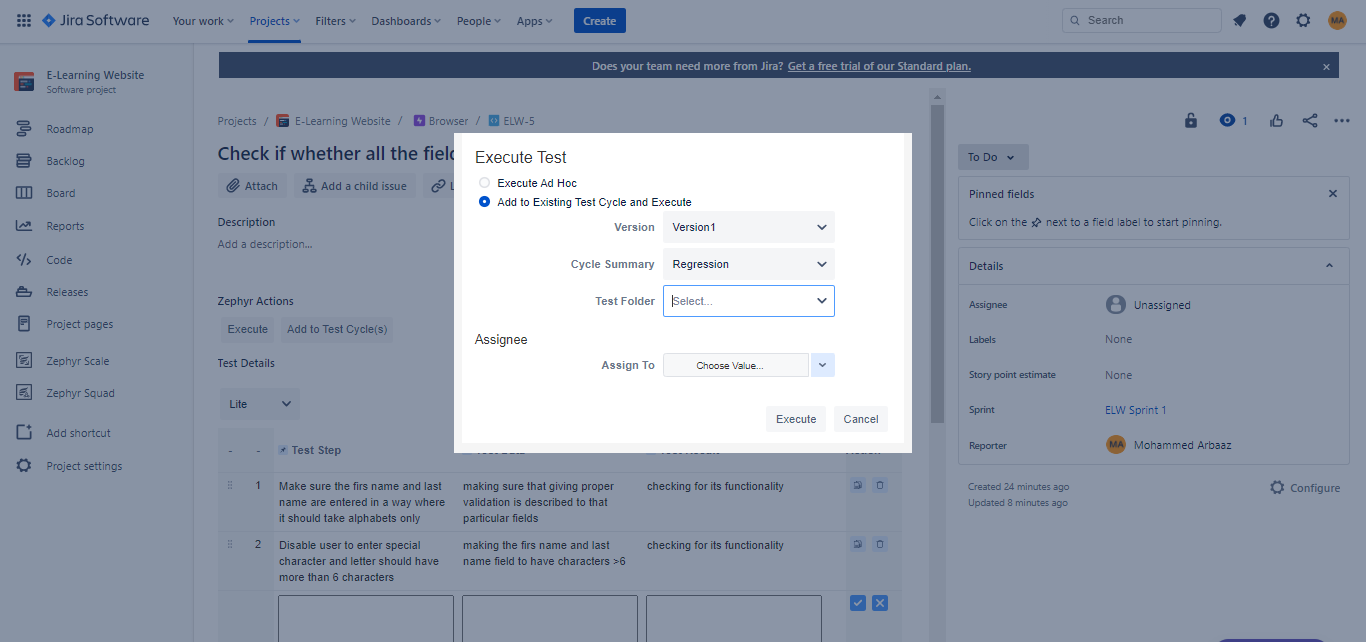 Jira Software
Your work
Projects
Filters
Dashboards
People
Apps
Create
Search
MA
Does your team need more from Jira? Get a free trial of our Standard plan.
E-Learning Website
Software project
Roadmap
Backlog
Board
Reports
Code
Releases
Project pages
Zephyr Scale
Zephyr Squad
Add shortcut
Project settings
Projects / E-Learning Website / Browser / ELW-5
Check if whether all the
Attach
Add a child issue
Description
Add a description...
Zephyr Actions
Execute
Add to Test Cycle(s)
Test Details
Lite
- - Test Step
1 Make sure the firs name and last name are entered in a way where it should take alphabets only
making sure that giving proper validation is described to that particular fields
checking for its functionality
2 Disable user to enter special character and letter should have more than 6 characters
making the firs name and last name field to have characters >6
checking for its functionality
Execute Test
Execute Ad Hoc
Add to Existing Test Cycle and Execute
Version Version1
Cycle Summary Regression
Test Folder Select...
Assignee
Assign To Choose Value...
Execute
Cancel
1
To Do
Pinned fields
Click on the next to a field label to start pinning.
Details
Assignee Unassigned
Labels None
Story point estimate None
Sprint ELW Sprint 1
Reporter MA Mohammed Arbaaz
Created 24 minutes ago
Updated 8 minutes ago
Configure